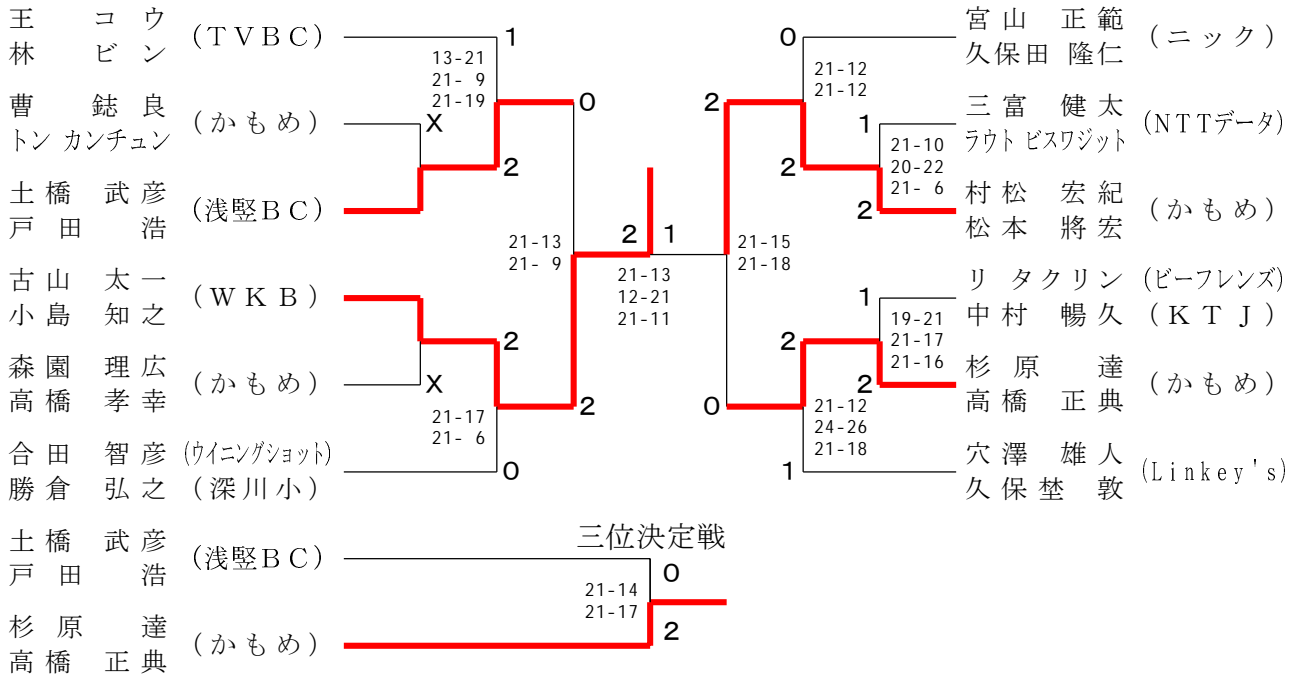 王 コウ
林 ビン
(TVBC)
1
13-21
21- 9
21-19
曹 鋕良
トン カンチュン
(かもめ)
X
0
2
土橋 武彦
戸田 浩
(浅竪BC)
21-13
21- 9
古山 太一
小島 知之
(WKB)
2
森園 理広
高橋 孝幸
(かもめ)
X
2
21-17
21- 6
合田 智彦
(ウイニングショット)
勝倉 弘之
(深川小)
0
2
1
21-13
12-21
21-11
宮山 正範
久保田 隆仁
(ニック)
0
21-12
21-12
2
三富 健太
ラウト ビスワジット
(NTTデータ)
1
21-10
20-22
21- 6
2
村松 宏紀
松本 將宏
(かもめ)
2
21-15
21-18
リ タクリン
(ビーフレンズ)
中村 暢久
(KTJ)
1
19-21
21-17
21-16
2
杉原 達
高橋 正典
(かもめ)
2
0
21-12
24-26
21-18
穴澤 雄人
久保埜 敦
(Linkey's)
1
三位決定戦
土橋 武彦
戸田 浩
(浅竪BC)
0
21-14
21-17
杉原 達
高橋 正典
(かもめ)
2